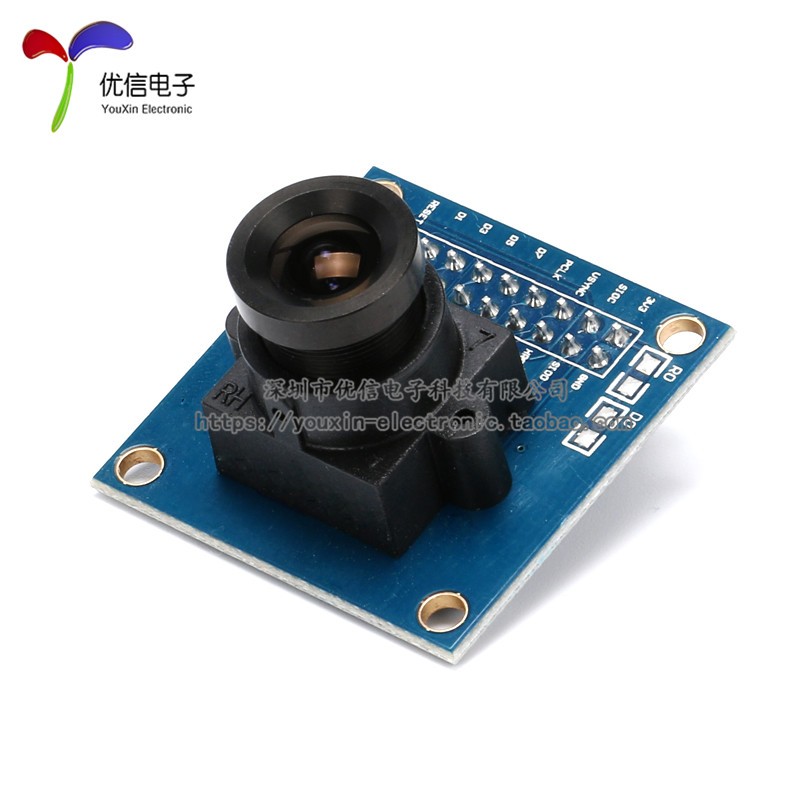 优信电子
YouXin Electronic
RESET
D1
D3
D5
D7
PCLK
VSYNC
SIOC
3V3
SIOD
GND
R0
RH
深圳市优信电子科技有限公司
https://youxin-electronic.taobao.com